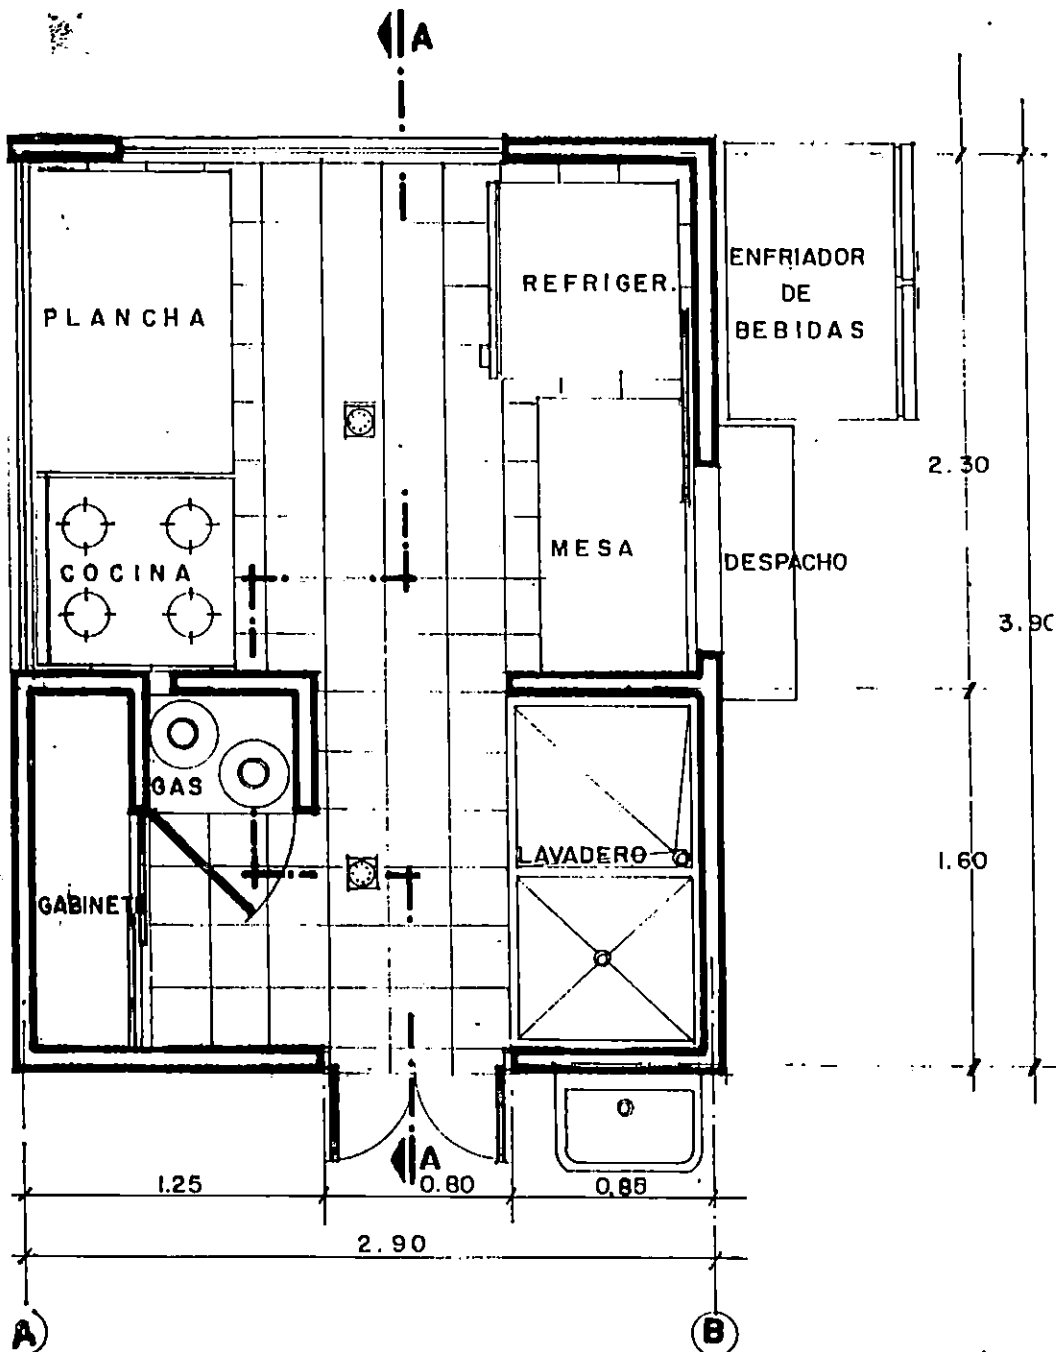 A
PLANCHA
REFRIGER.
ENFRIADOR
DE
BEBIDAS
2.30
COCINA
MESA
DESPACHO
3.90
GAS
LAVADERO
1.60
GABINETE
A
1.25
0.80
0.85
2.90
A
B